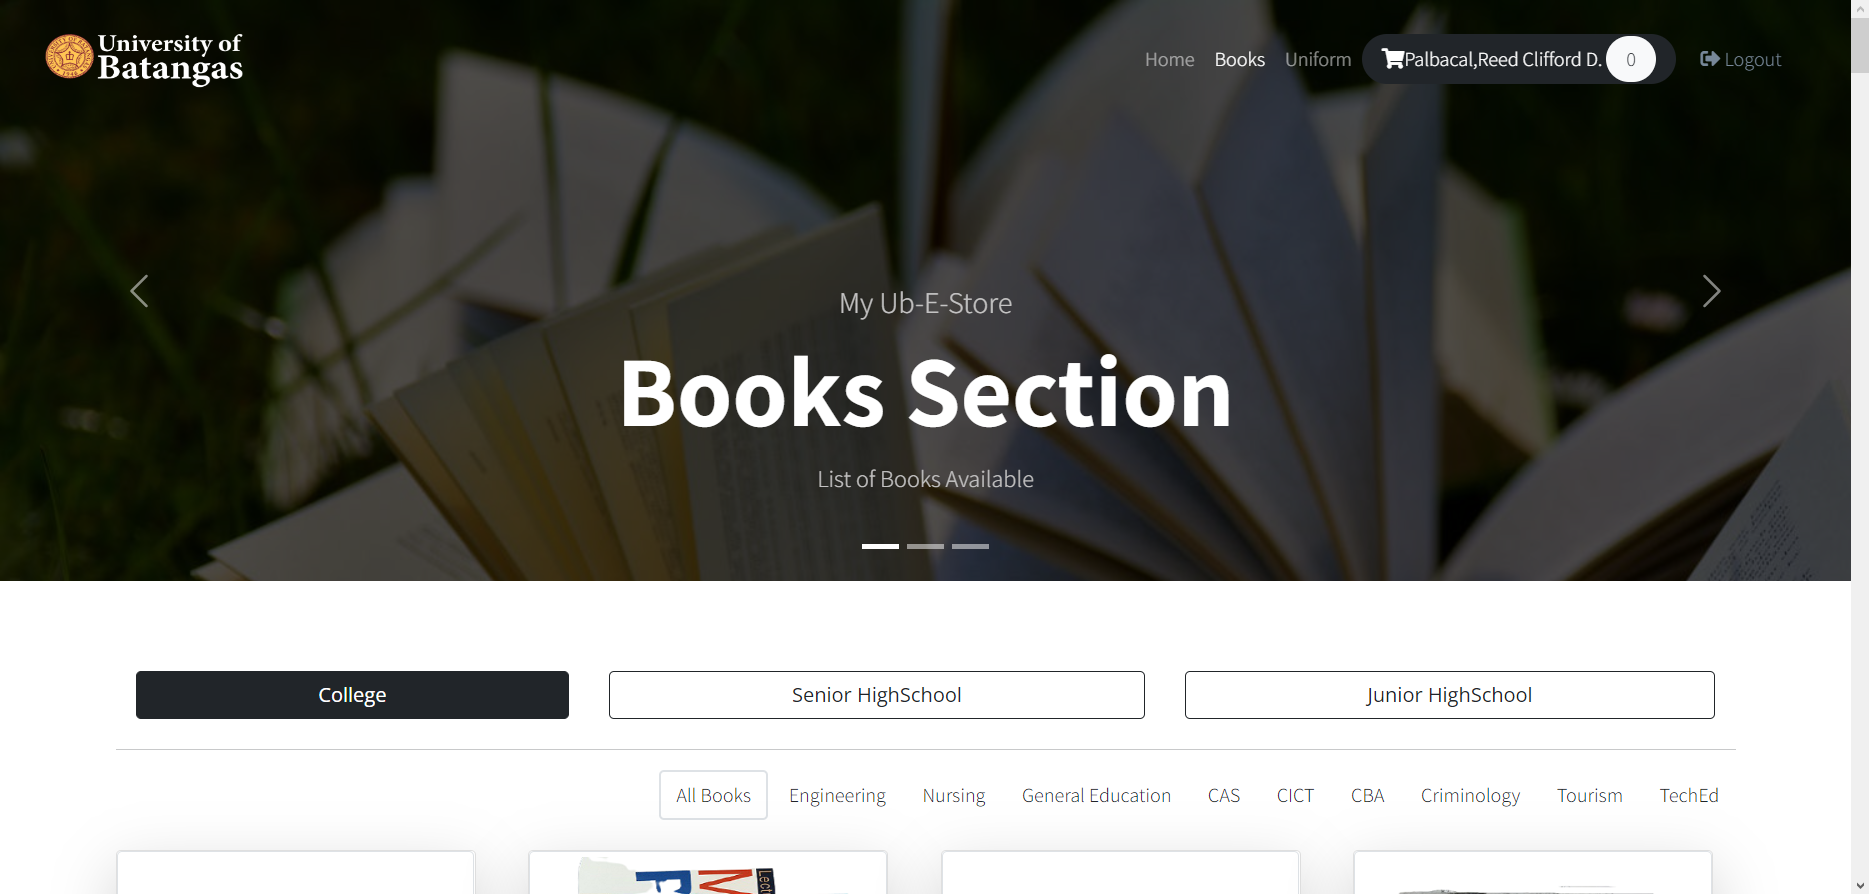 University of
Batangas
Home Books Uniform Palbacal,Reed Clifford D. 0 Logout
My Ub-E-Store
Books Section
List of Books Available
College Senior HighSchool Junior HighSchool
All Books Engineering Nursing General Education CAS CICT CBA Criminology Tourism TechEd
Lect